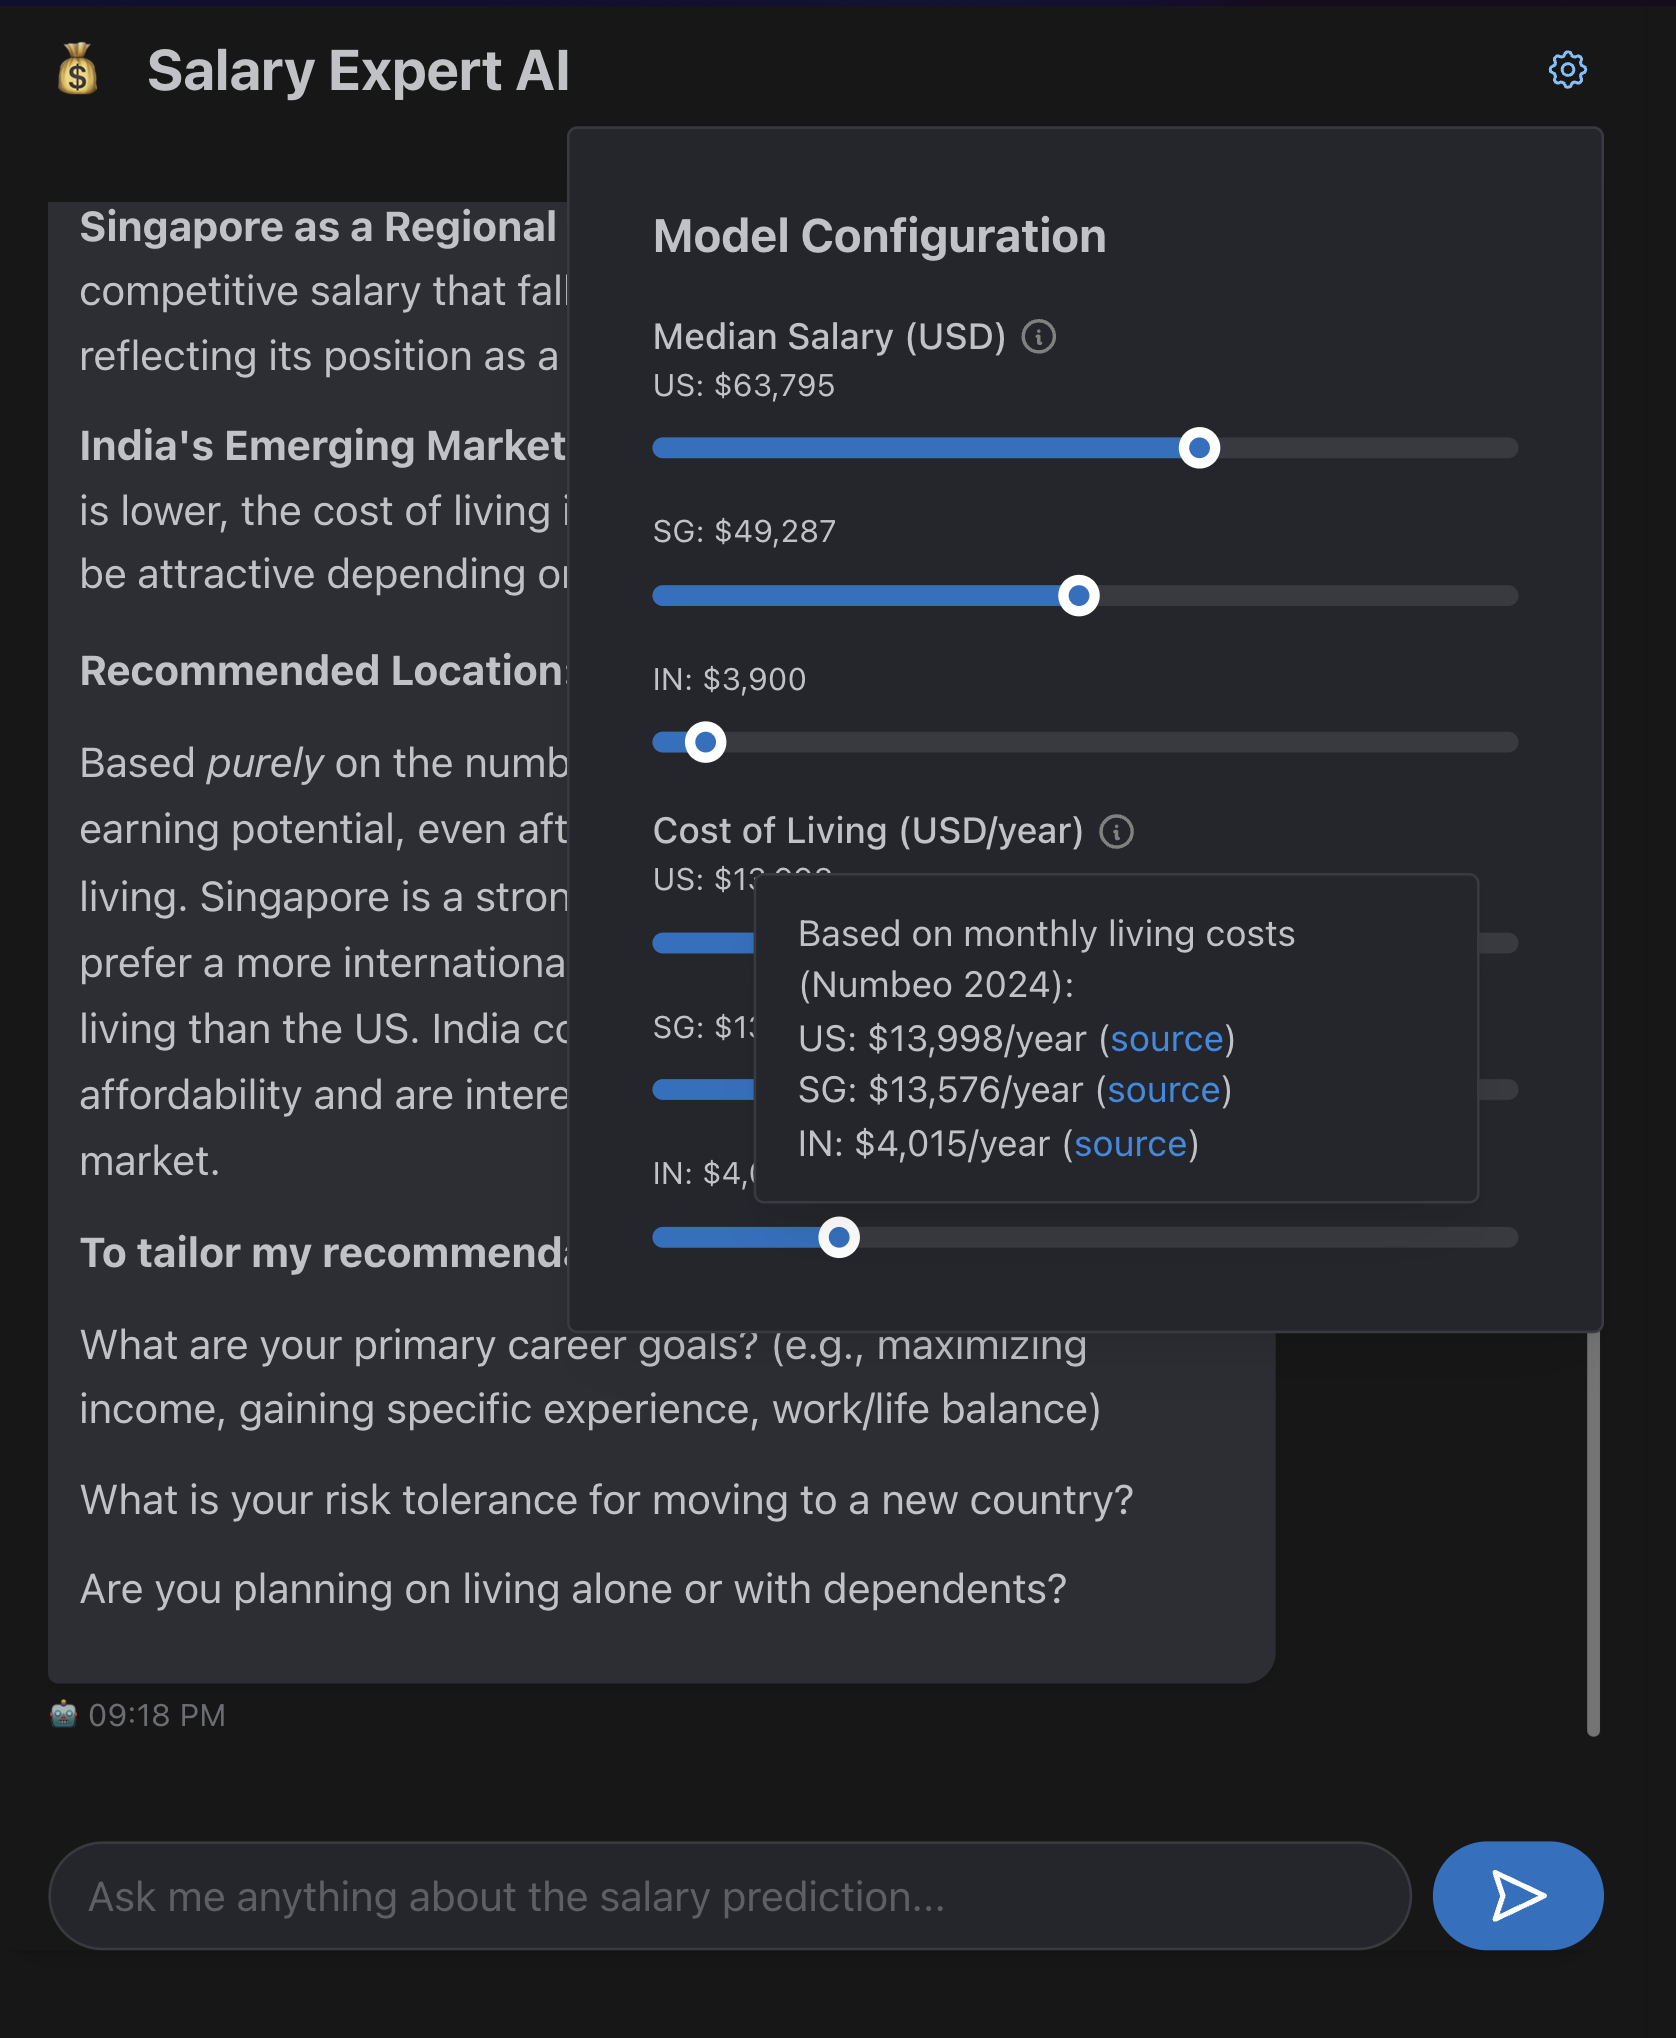 Salary Expert AI
Singapore as a Regional
competitive salary that
reflecting its position as a
India's Emerging Market
is lower, the cost of living
be attractive depending
Recommended Location:
Based purely on the
earning potential, even
living. Singapore is a
prefer a more
living than the US. India
affordability and are
market.
To tailor my
What are your primary career goals? (e.g., maximizing
income, gaining specific experience, work/life balance)
What is your risk tolerance for moving to a new country?
Are you planning on living alone or with dependents?
09:18 PM
Model Configuration
Median Salary (USD)
US: $63,795
SG: $49,287
IN: $3,900
Cost of Living (USD/year)
US: $13,998
SG:
IN:
Based on monthly living costs
(Numbeo 2024):
US: $13,998/year (source)
SG: $13,576/year (source)
IN: $4,015/year (source)
Ask me anything about the salary prediction...